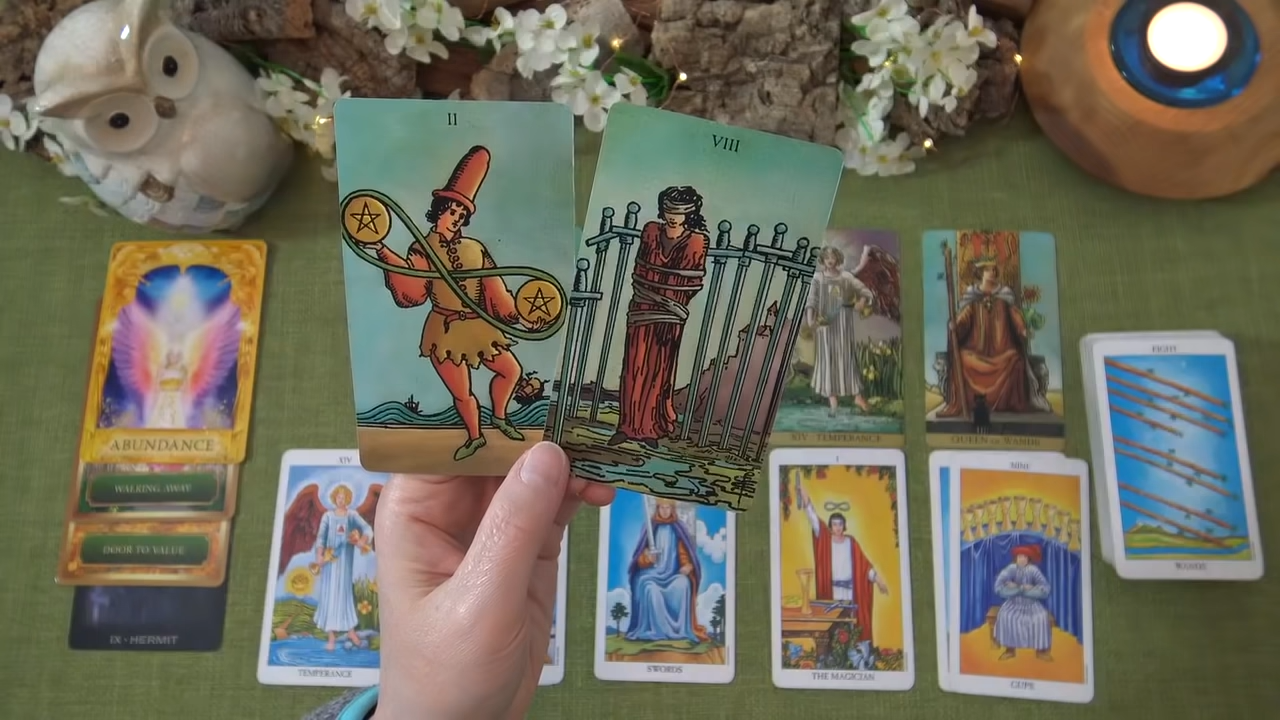 II
VIII
ABUNDANCE
WALKING AWAY
DOOR TO VALUE
IX • HERMIT
XIV • TEMPERANCE
QUEEN OF WANDS
EIGHT
WANDS
XIV
TEMPERANCE
SWORDS
I
THE MAGICIAN
NINE
CUPS